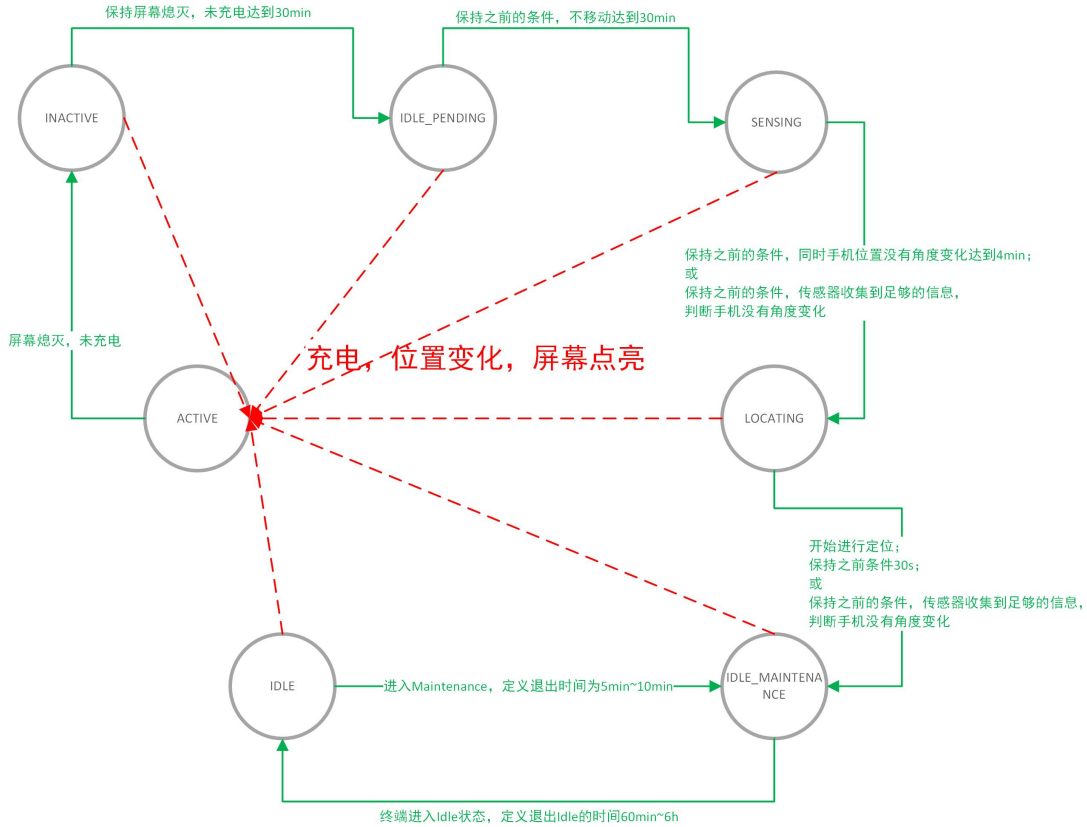 保持屏幕熄灭，未充电达到30min
保持之前的条件，不移动达到30min
INACTIVE
IDLE_PENDING
SENSING
保持之前的条件，同时手机位置没有角度变化达到4min；
或
保持之前的条件，传感器收集到足够的信息，
判断手机没有角度变化
屏幕熄灭，未充电
充电，位置变化，屏幕点亮
ACTIVE
LOCATING
开始进行定位；
保持之前条件30s；
或
保持之前的条件，传感器收集到足够的信息，
判断手机没有角度变化
IDLE
进入Maintenance，定义退出时间为5min~10min
IDLE_MAINTENA
NCE
终端进入Idle状态，定义退出Idle的时间60min~6h